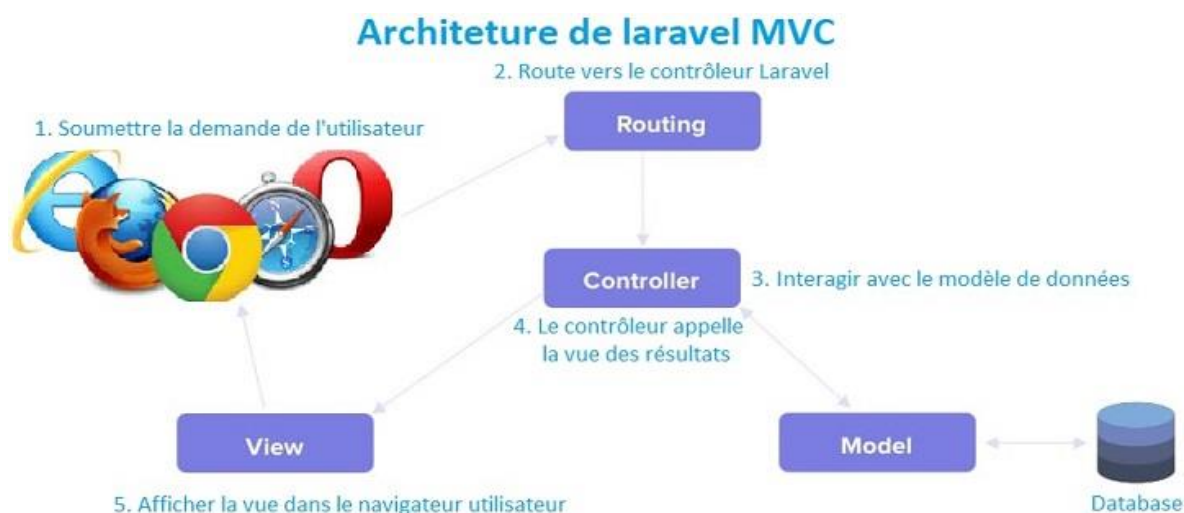 Architeture de laravel MVC
2. Route vers le contrôleur Laravel
Routing
1. Soumettre la demande de l'utilisateur
Controller
3. Interagir avec le modèle de données
4. Le contrôleur appelle
la vue des résultats
View
Model
5. Afficher la vue dans le navigateur utilisateur
Database